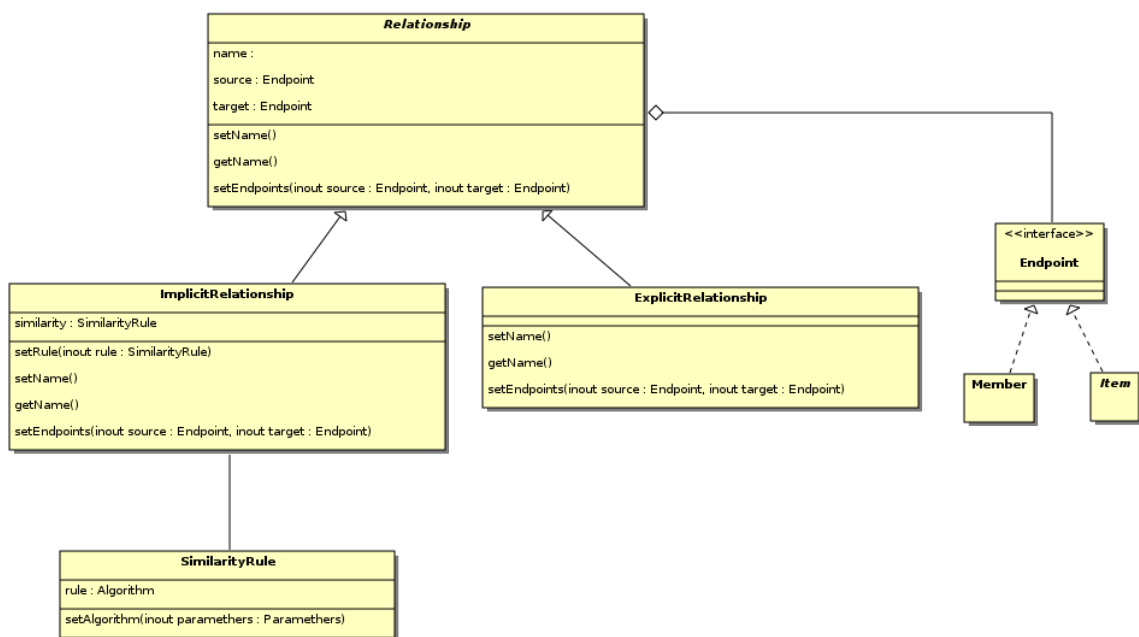 Relationship
name :
source : Endpoint
target : Endpoint
setName()
getName()
setEndpoints(inout source : Endpoint, inout target : Endpoint)
<<interface>>
Endpoint
ImplicitRelationship
similarity : SimilarityRule
setRule(inout rule : SimilarityRule)
setName()
getName()
setEndpoints(inout source : Endpoint, inout target : Endpoint)
ExplicitRelationship
setName()
getName()
setEndpoints(inout source : Endpoint, inout target : Endpoint)
Member
Item
SimilarityRule
rule : Algorithm
setAlgorithm(inout paramethers : Paramethers)